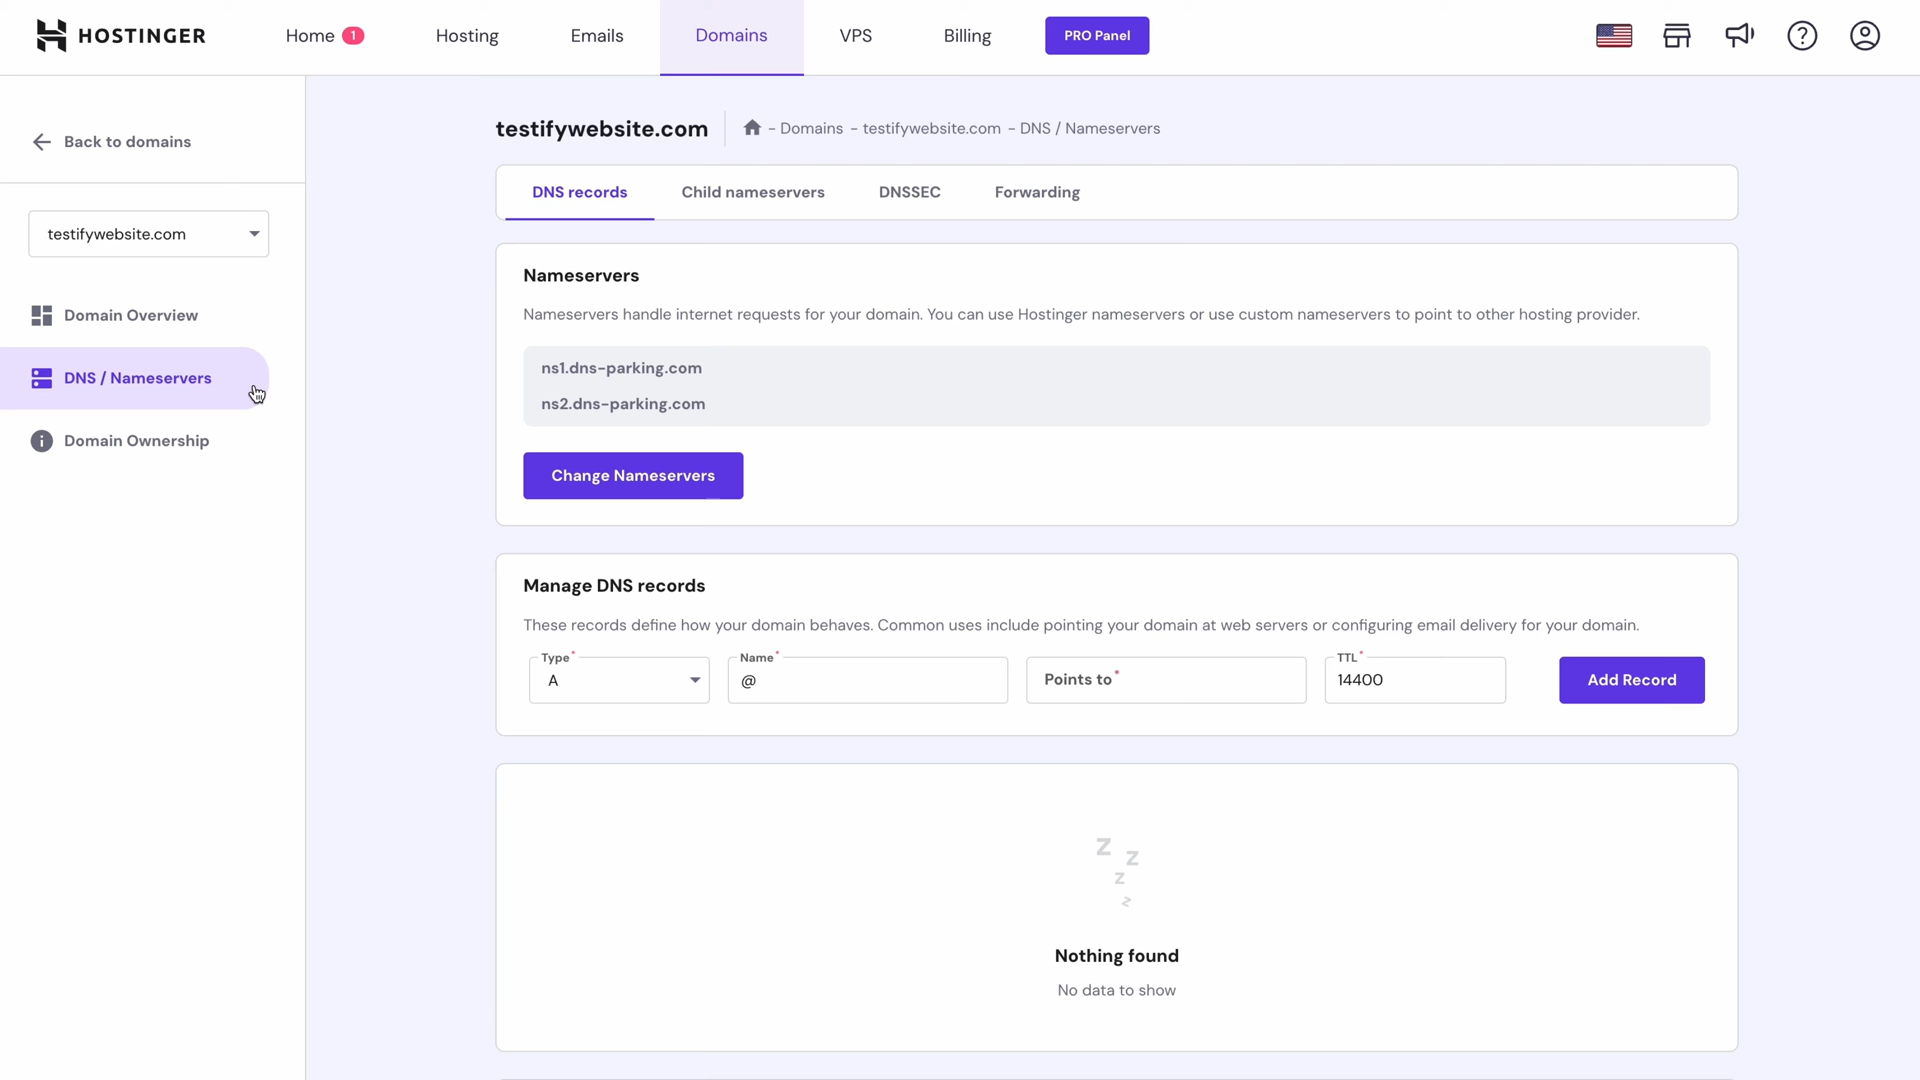 HOSTINGER
Home 1
Hosting
Emails
Domains
VPS
Billing
PRO Panel
Back to domains
testifywebsite.com
Domain Overview
DNS / Nameservers
Domain Ownership
testifywebsite.com
- Domains - testifywebsite.com - DNS / Nameservers
DNS records
Child nameservers
DNSSEC
Forwarding
Nameservers
Nameservers handle internet requests for your domain. You can use Hostinger nameservers or use custom nameservers to point to other hosting provider.
ns1.dns-parking.com
ns2.dns-parking.com
Change Nameservers
Manage DNS records
These records define how your domain behaves. Common uses include pointing your domain at web servers or configuring email delivery for your domain.
Type*
A
Name*
@
Points to*
TTL*
14400
Add Record
Z Z
Z
Z
Nothing found
No data to show